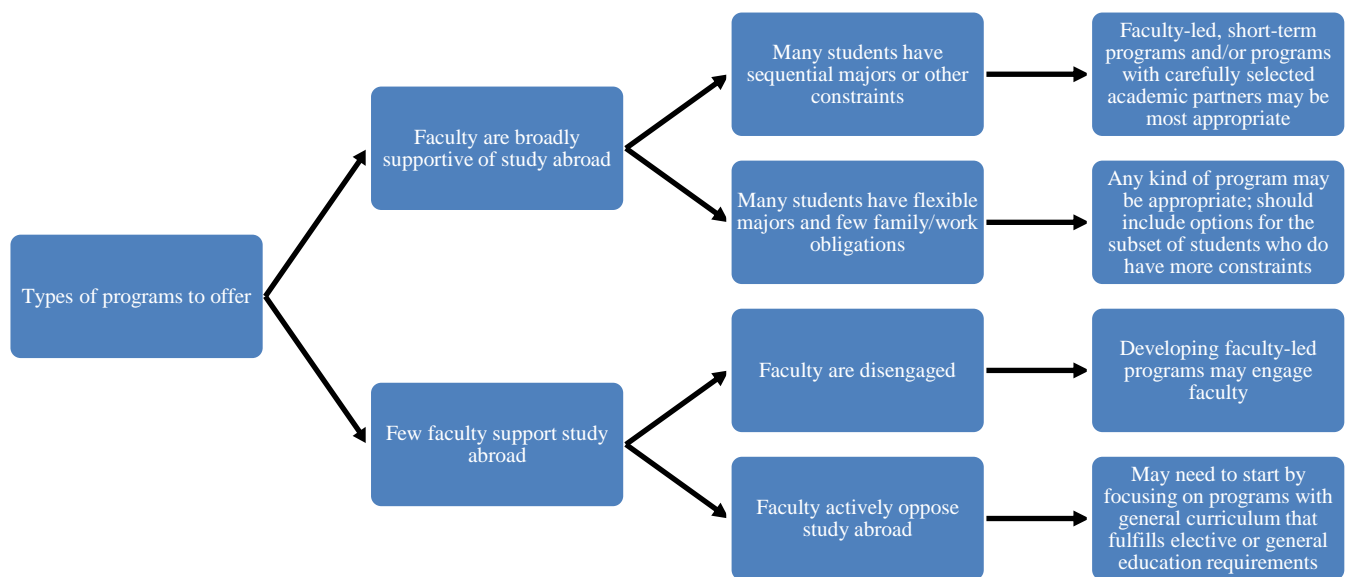 Types of programs to offer
Faculty are broadly
supportive of study abroad
Many students have
sequential majors or other
constraints
Faculty-led, short-term
programs and/or programs
with carefully selected
academic partners may be
most appropriate
Many students have flexible
majors and few family/work
obligations
Any kind of program may
be appropriate; should
include options for the
subset of students who do
have more constraints
Few faculty support study
abroad
Faculty are disengaged
Developing faculty-led
programs may engage
faculty
Faculty actively oppose
study abroad
May need to start by
focusing on programs with
general curriculum that
fulfills elective or general
education requirements